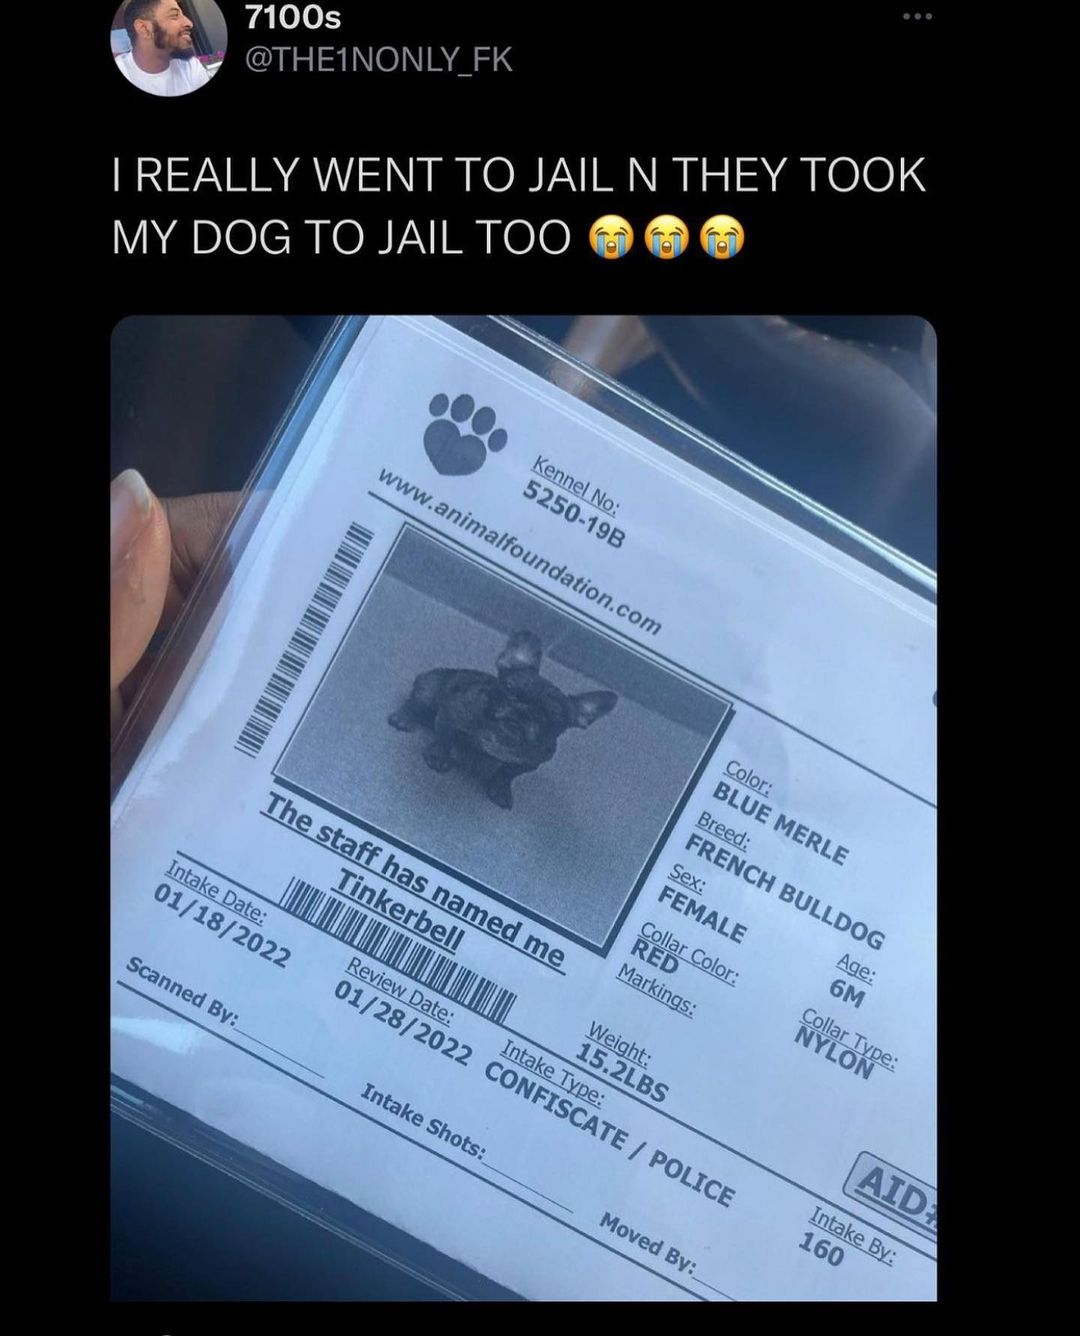 7100s
@THE1NONLY_FK
I REALLY WENT TO JAIL N THEY TOOK
MY DOG TO JAIL TOO 😭😭😭
Kennel No:
5250-19B
www.animalfoundation.com
The staff has named me
Tinkerbell
Color:
BLUE MERLE
Breed:
FRENCH BULLDOG
Sex:
FEMALE
Age:
6M
Collar Color:
RED
Collar Type:
NYLON
Markings:
Weight:
15.2LBS
Intake Date:
01/18/2022
Review Date:
01/28/2022
Intake Type:
CONFISCATE / POLICE
Scanned By:
Intake Shots:
Moved By:
AID#
Intake By:
160